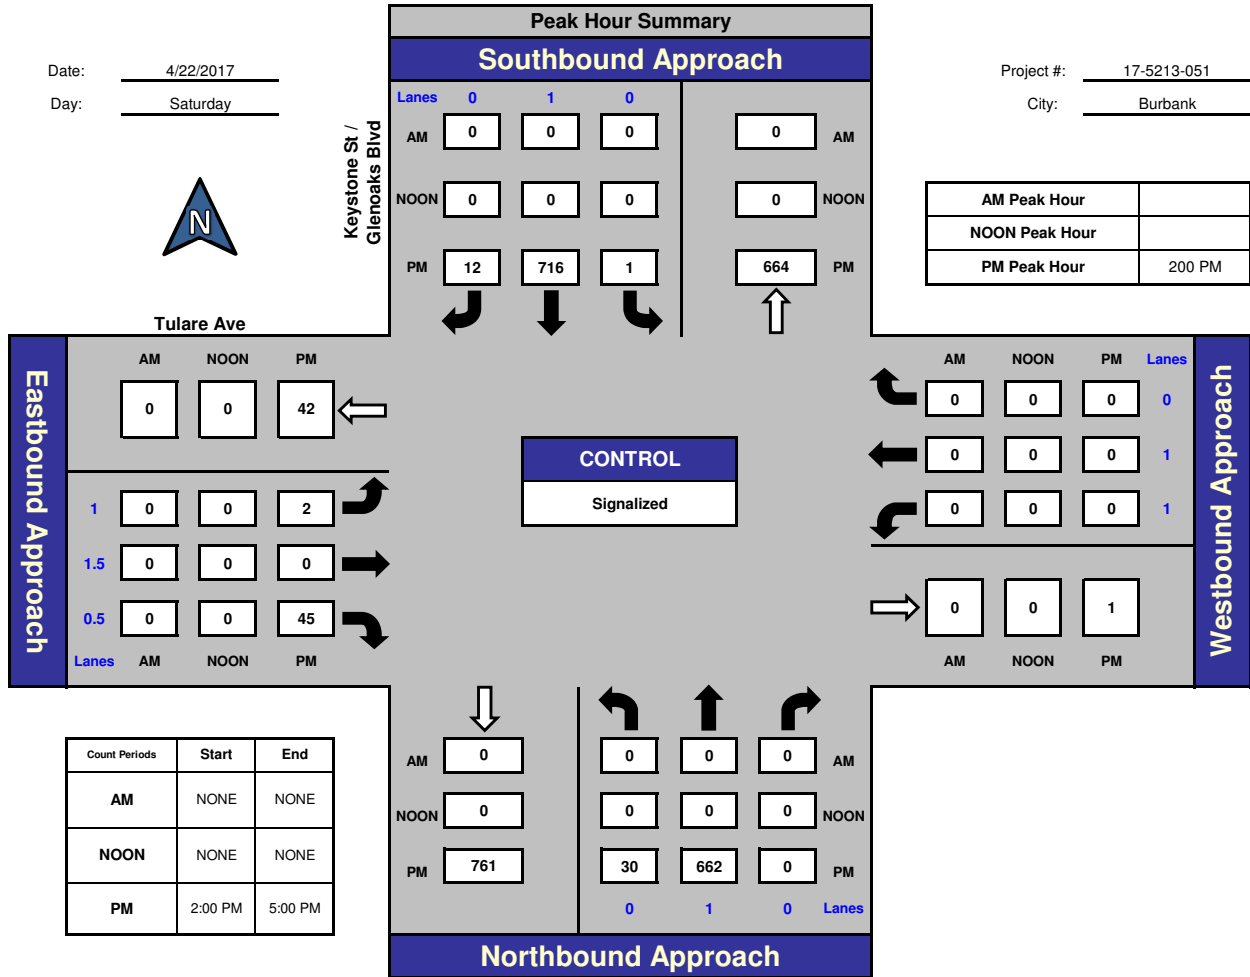 Peak Hour Summary
Southbound Approach
Date: 4/22/2017
Day: Saturday
Project #: 17-5213-051
City: Burbank
N
Keystone St /
Glenoaks Blvd
Lanes 0 1 0
AM 0 0 0 0 AM
NOON 0 0 0 0 NOON
PM 12 716 1 664 PM
AM Peak Hour
NOON Peak Hour
PM Peak Hour 200 PM
Tulare Ave
Eastbound Approach
AM NOON PM
0 0 42
1 0 0 2
1.5 0 0 0
0.5 0 0 45
Lanes AM NOON PM
CONTROL
Signalized
AM NOON PM Lanes
0 0 0 0
0 0 0 1
0 0 0 1
0 0 1
AM NOON PM
Westbound Approach
Count Periods Start End
AM NONE NONE
NOON NONE NONE
PM 2:00 PM 5:00 PM
AM 0 0 0 0 AM
NOON 0 0 0 0 NOON
PM 761 30 662 0 PM
0 1 0 Lanes
Northbound Approach